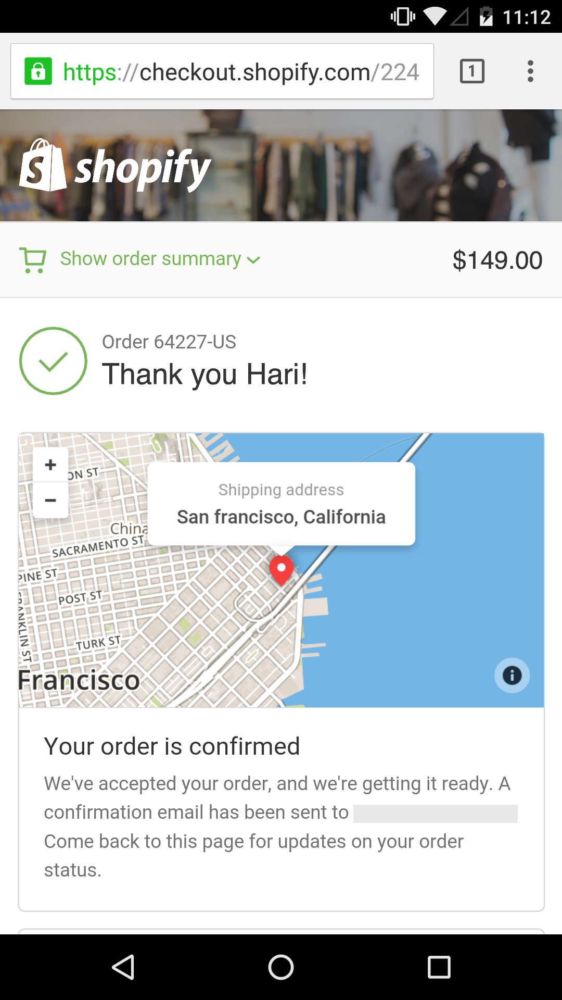 11:12
https://checkout.shopify.com/224
1
shopify
Show order summary
$149.00
Order 64227-US
Thank you Hari!
+
ON ST
−
Shipping address
San francisco, California
China
SACRAMENTO ST
PINE ST
POST ST
FRANKLIN ST
TURK ST
Francisco
Your order is confirmed
We've accepted your order, and we're getting it ready. A
confirmation email has been sent to
Come back to this page for updates on your order
status.